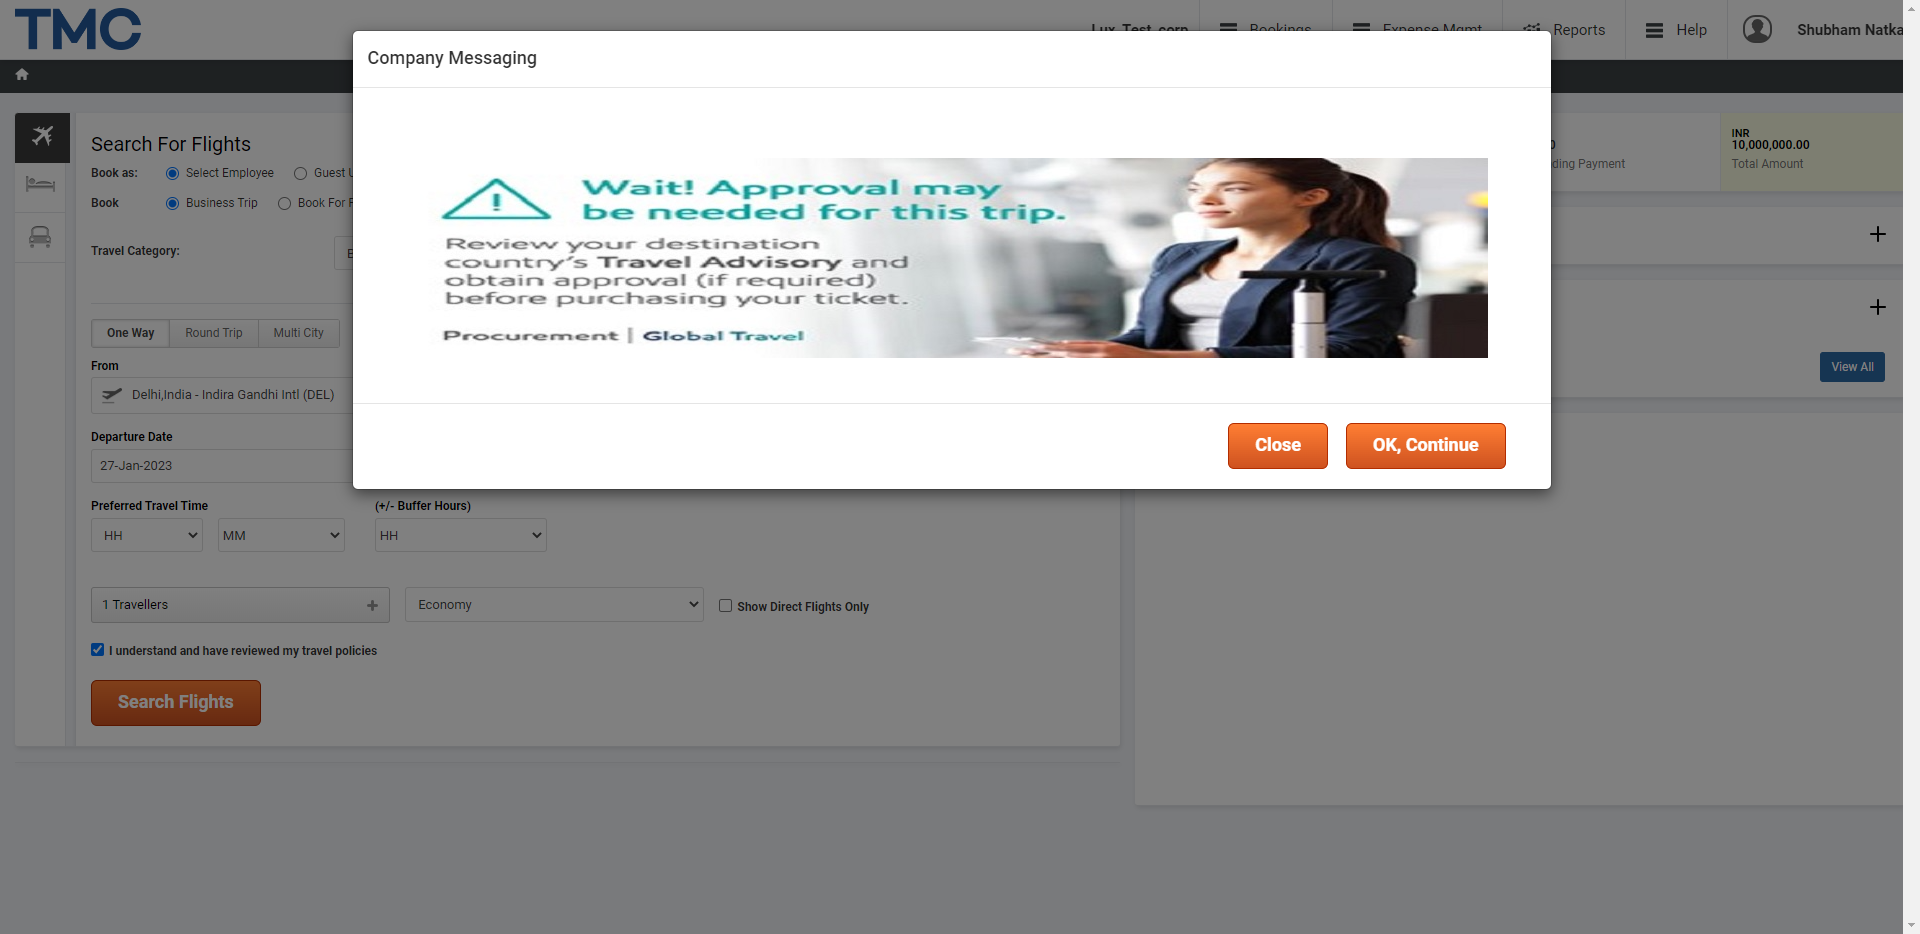 TMC
Lux_Test_corp
Bookings
Expense Mgmt
Reports
Help
Shubham Natka
Company Messaging
Wait! Approval may
be needed for this trip.
Review your destination
country's Travel Advisory and
obtain approval (if required)
before purchasing your ticket.
Procurement | Global Travel
Close
OK, Continue
Search For Flights
Book as:
Select Employee
Guest U
Book
Business Trip
Book For
Travel Category:
One Way
Round Trip
Multi City
From
Delhi,India - Indira Gandhi Intl (DEL)
Departure Date
27-Jan-2023
Preferred Travel Time
(+/- Buffer Hours)
HH
MM
HH
1 Travellers
Economy
Show Direct Flights Only
I understand and have reviewed my travel policies
Search Flights
ding Payment
INR
10,000,000.00
Total Amount
View All